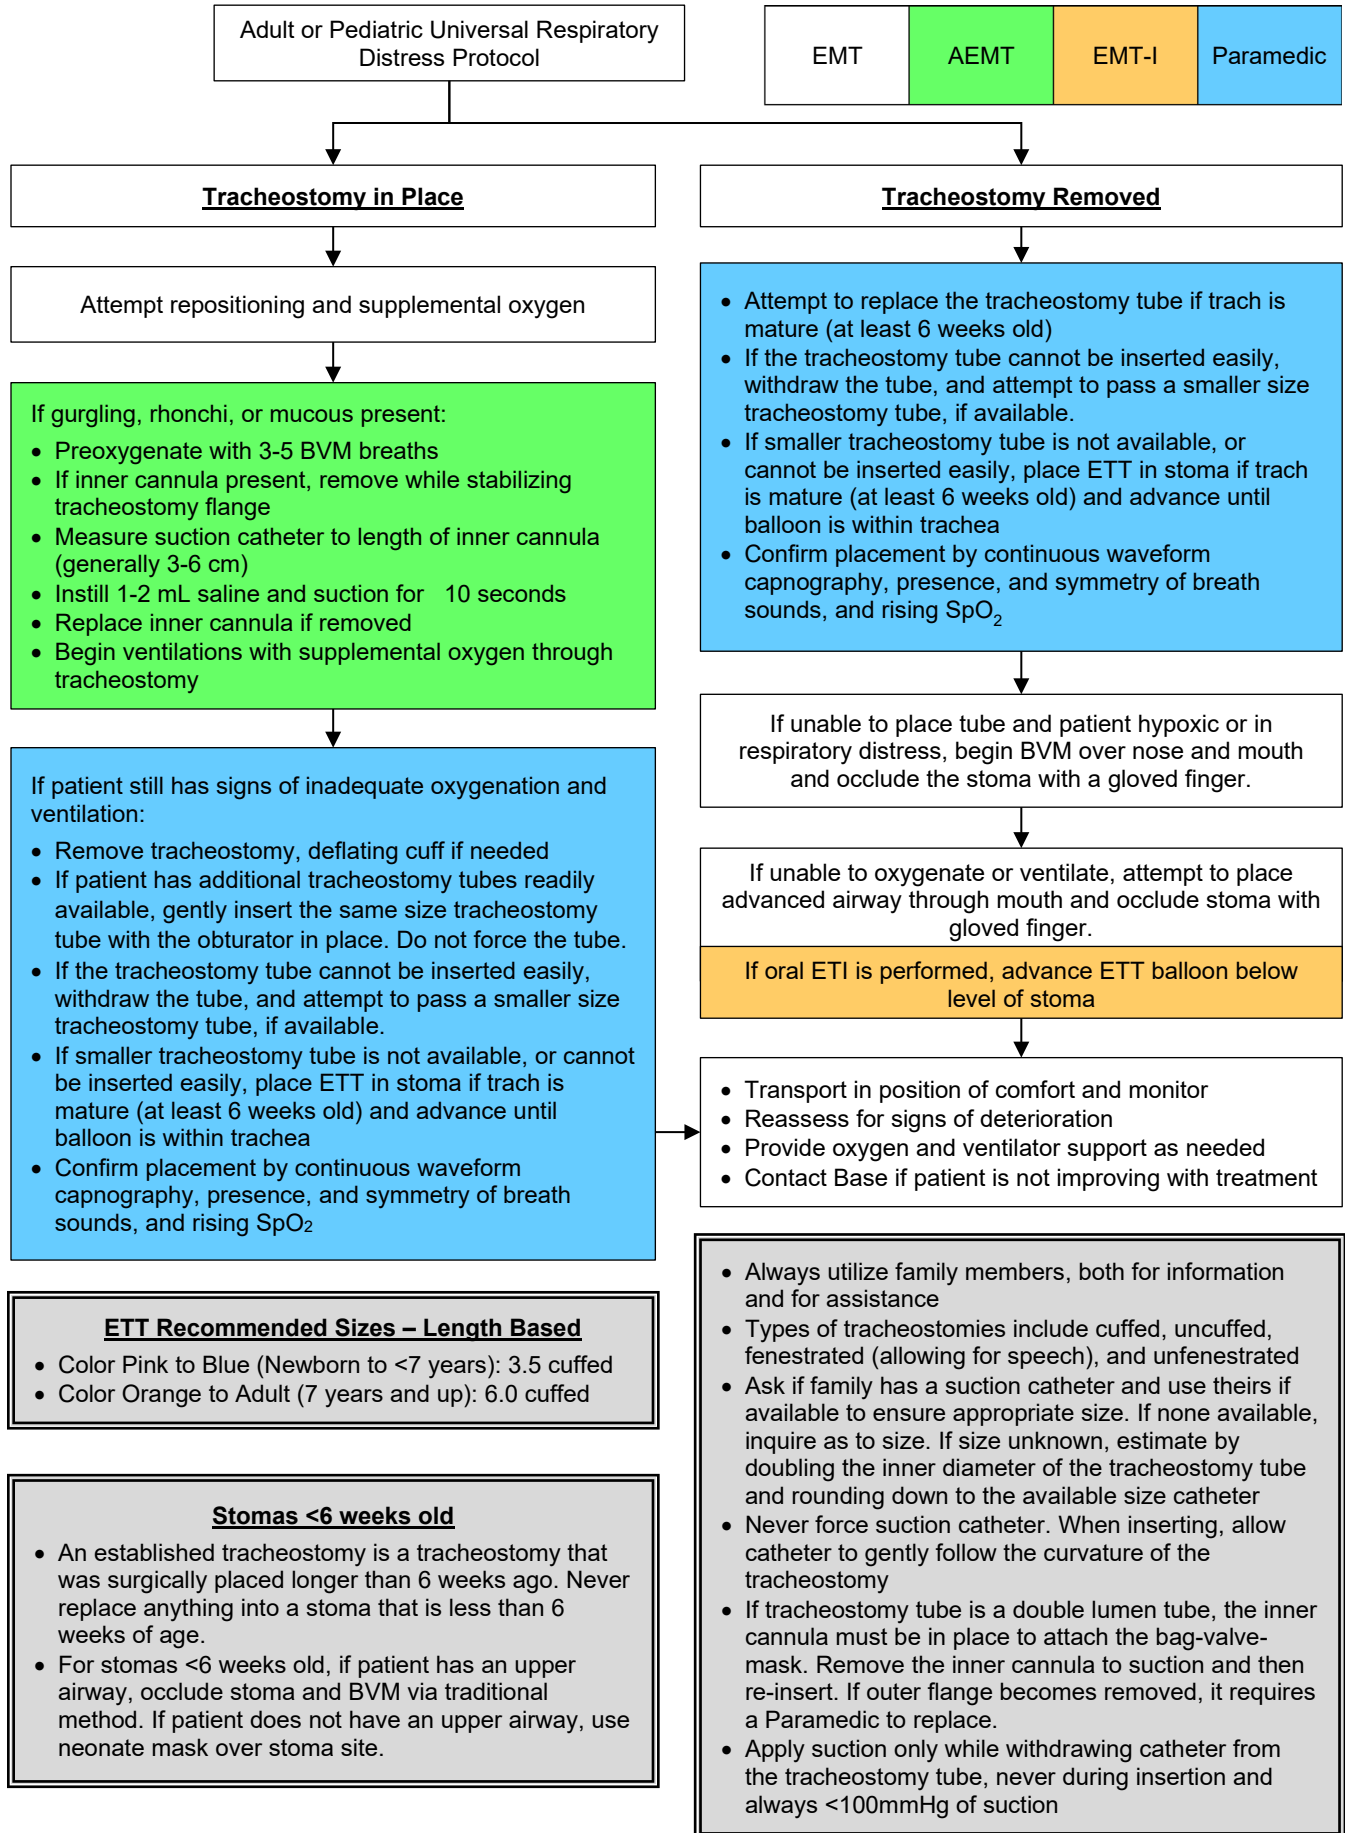 Adult or Pediatric Universal Respiratory
Distress Protocol
EMT
AEMT
EMT-I
Paramedic
Tracheostomy in Place
Attempt repositioning and supplemental oxygen
If gurgling, rhonchi, or mucous present:
• Preoxygenate with 3-5 BVM breaths
• If inner cannula present, remove while stabilizing
tracheostomy flange
• Measure suction catheter to length of inner cannula
(generally 3-6 cm)
• Instill 1-2 mL saline and suction for 10 seconds
• Replace inner cannula if removed
• Begin ventilations with supplemental oxygen through
tracheostomy
If patient still has signs of inadequate oxygenation and
ventilation:
• Remove tracheostomy, deflating cuff if needed
• If patient has additional tracheostomy tubes readily
available, gently insert the same size tracheostomy
tube with the obturator in place. Do not force the tube.
• If the tracheostomy tube cannot be inserted easily,
withdraw the tube, and attempt to pass a smaller size
tracheostomy tube, if available.
• If smaller tracheostomy tube is not available, or cannot
be inserted easily, place ETT in stoma if trach is
mature (at least 6 weeks old) and advance until
balloon is within trachea
• Confirm placement by continuous waveform
capnography, presence, and symmetry of breath
sounds, and rising SpO2
Tracheostomy Removed
• Attempt to replace the tracheostomy tube if trach is
mature (at least 6 weeks old)
• If the tracheostomy tube cannot be inserted easily,
withdraw the tube, and attempt to pass a smaller size
tracheostomy tube, if available.
• If smaller tracheostomy tube is not available, or
cannot be inserted easily, place ETT in stoma if trach
is mature (at least 6 weeks old) and advance until
balloon is within trachea
• Confirm placement by continuous waveform
capnography, presence, and symmetry of breath
sounds, and rising SpO2
If unable to place tube and patient hypoxic or in
respiratory distress, begin BVM over nose and mouth
and occlude the stoma with a gloved finger.
If unable to oxygenate or ventilate, attempt to place
advanced airway through mouth and occlude stoma with
gloved finger.
If oral ETI is performed, advance ETT balloon below
level of stoma
• Transport in position of comfort and monitor
• Reassess for signs of deterioration
• Provide oxygen and ventilator support as needed
• Contact Base if patient is not improving with treatment
ETT Recommended Sizes – Length Based
• Color Pink to Blue (Newborn to <7 years): 3.5 cuffed
• Color Orange to Adult (7 years and up): 6.0 cuffed
Stomas <6 weeks old
• An established tracheostomy is a tracheostomy that
was surgically placed longer than 6 weeks ago. Never
replace anything into a stoma that is less than 6
weeks of age.
• For stomas <6 weeks old, if patient has an upper
airway, occlude stoma and BVM via traditional
method. If patient does not have an upper airway, use
neonate mask over stoma site.
• Always utilize family members, both for information
and for assistance
• Types of tracheostomies include cuffed, uncuffed,
fenestrated (allowing for speech), and unfenestrated
• Ask if family has a suction catheter and use theirs if
available to ensure appropriate size. If none available,
inquire as to size. If size unknown, estimate by
doubling the inner diameter of the tracheostomy tube
and rounding down to the available size catheter
• Never force suction catheter. When inserting, allow
catheter to gently follow the curvature of the
tracheostomy
• If tracheostomy tube is a double lumen tube, the inner
cannula must be in place to attach the bag-valve-
mask. Remove the inner cannula to suction and then
re-insert. If outer flange becomes removed, it requires
a Paramedic to replace.
• Apply suction only while withdrawing catheter from
the tracheostomy tube, never during insertion and
always <100mmHg of suction